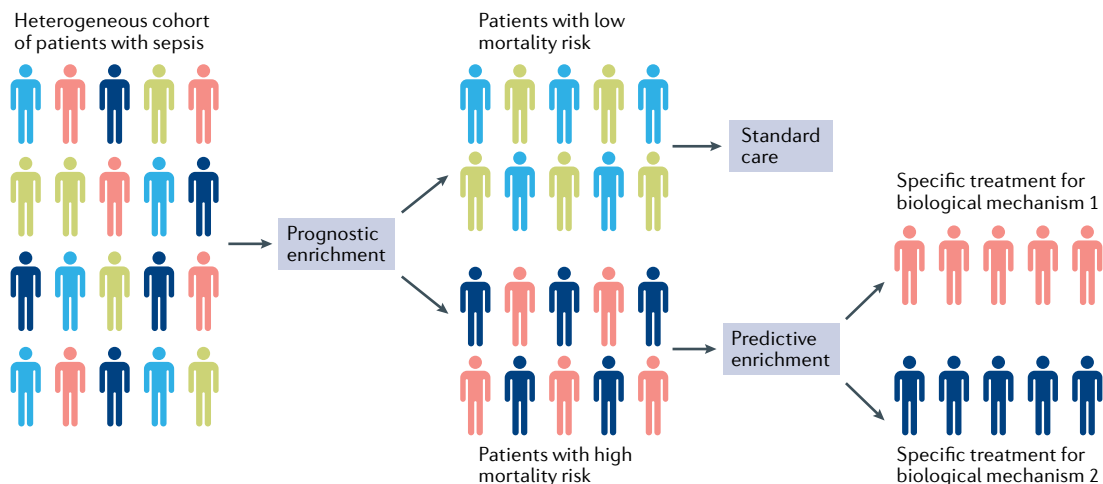 Heterogeneous cohort
of patients with sepsis
Prognostic
enrichment
Patients with low
mortality risk
Standard
care
Patients with high
mortality risk
Predictive
enrichment
Specific treatment for
biological mechanism 1
Specific treatment for
biological mechanism 2